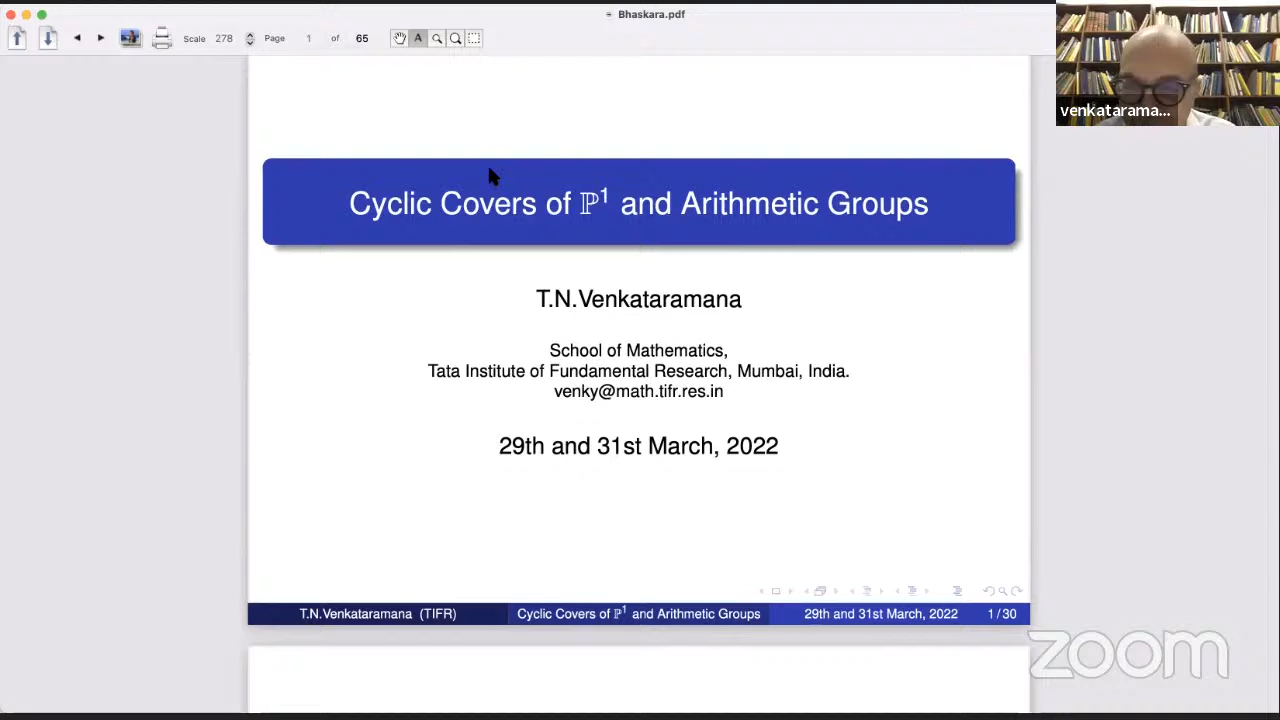 Bhaskara.pdf
Scale 278 Page 1 of 65 A
venkatarama...
Cyclic Covers of ℙ¹ and Arithmetic Groups
T.N.Venkataramana
School of Mathematics,
Tata Institute of Fundamental Research, Mumbai, India.
venky@math.tifr.res.in
29th and 31st March, 2022
T.N.Venkataramana (TIFR) Cyclic Covers of ℙ¹ and Arithmetic Groups 29th and 31st March, 2022 1 / 30
zoom